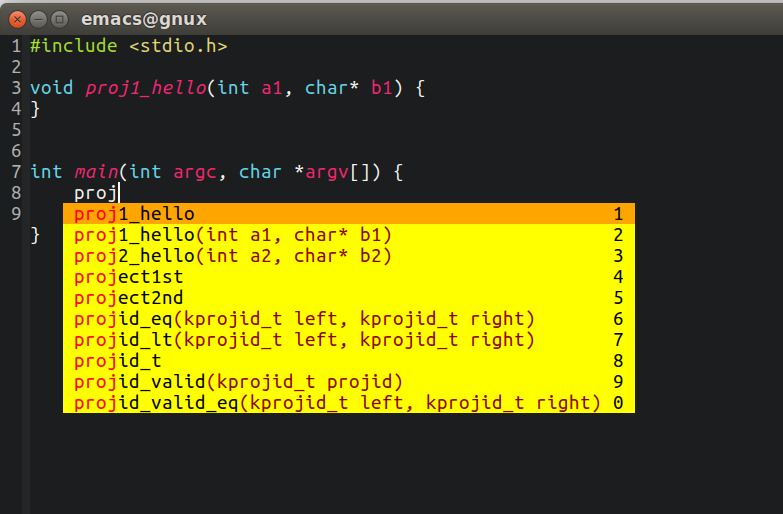 emacs@gnux
1 #include <stdio.h>
2
3 void proj1_hello(int a1, char* b1) {
4 }
5
6
7 int main(int argc, char *argv[]) {
8 proj
9 proj1_hello 1
} proj1_hello(int a1, char* b1) 2
proj2_hello(int a2, char* b2) 3
project1st 4
project2nd 5
projid_eq(kprojid_t left, kprojid_t right) 6
projid_lt(kprojid_t left, kprojid_t right) 7
projid_t 8
projid_valid(kprojid_t projid) 9
projid_valid_eq(kprojid_t left, kprojid_t right) 0